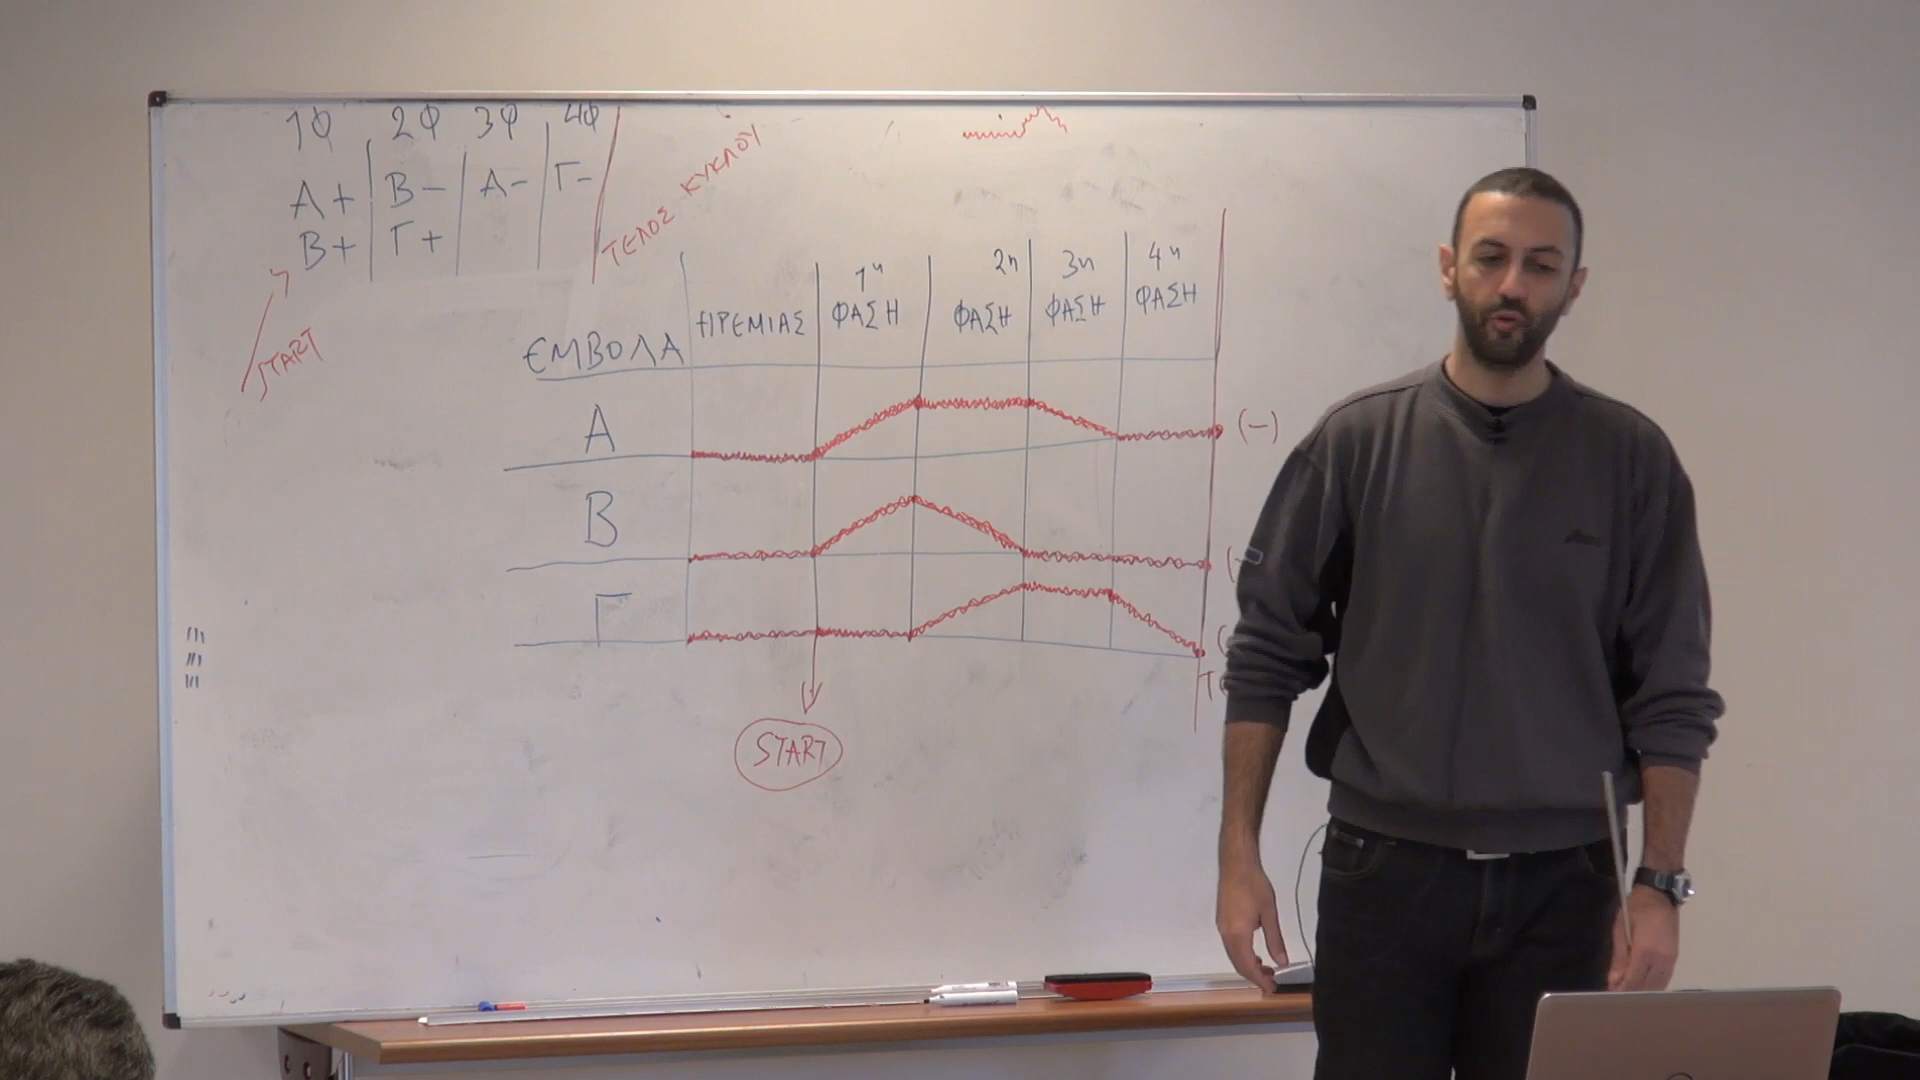 1Φ 2Φ 3Φ 4Φ
A+ B- A- Γ-
B+ Γ+
START
ΤΕΛΟΣ ΚΥΚΛΟΥ
ΕΜΒΟΛΑ ΗΡΕΜΙΑΣ 1η ΦΑΣΗ 2η ΦΑΣΗ 3η ΦΑΣΗ 4η ΦΑΣΗ
A (-)
B (-
Γ (
START